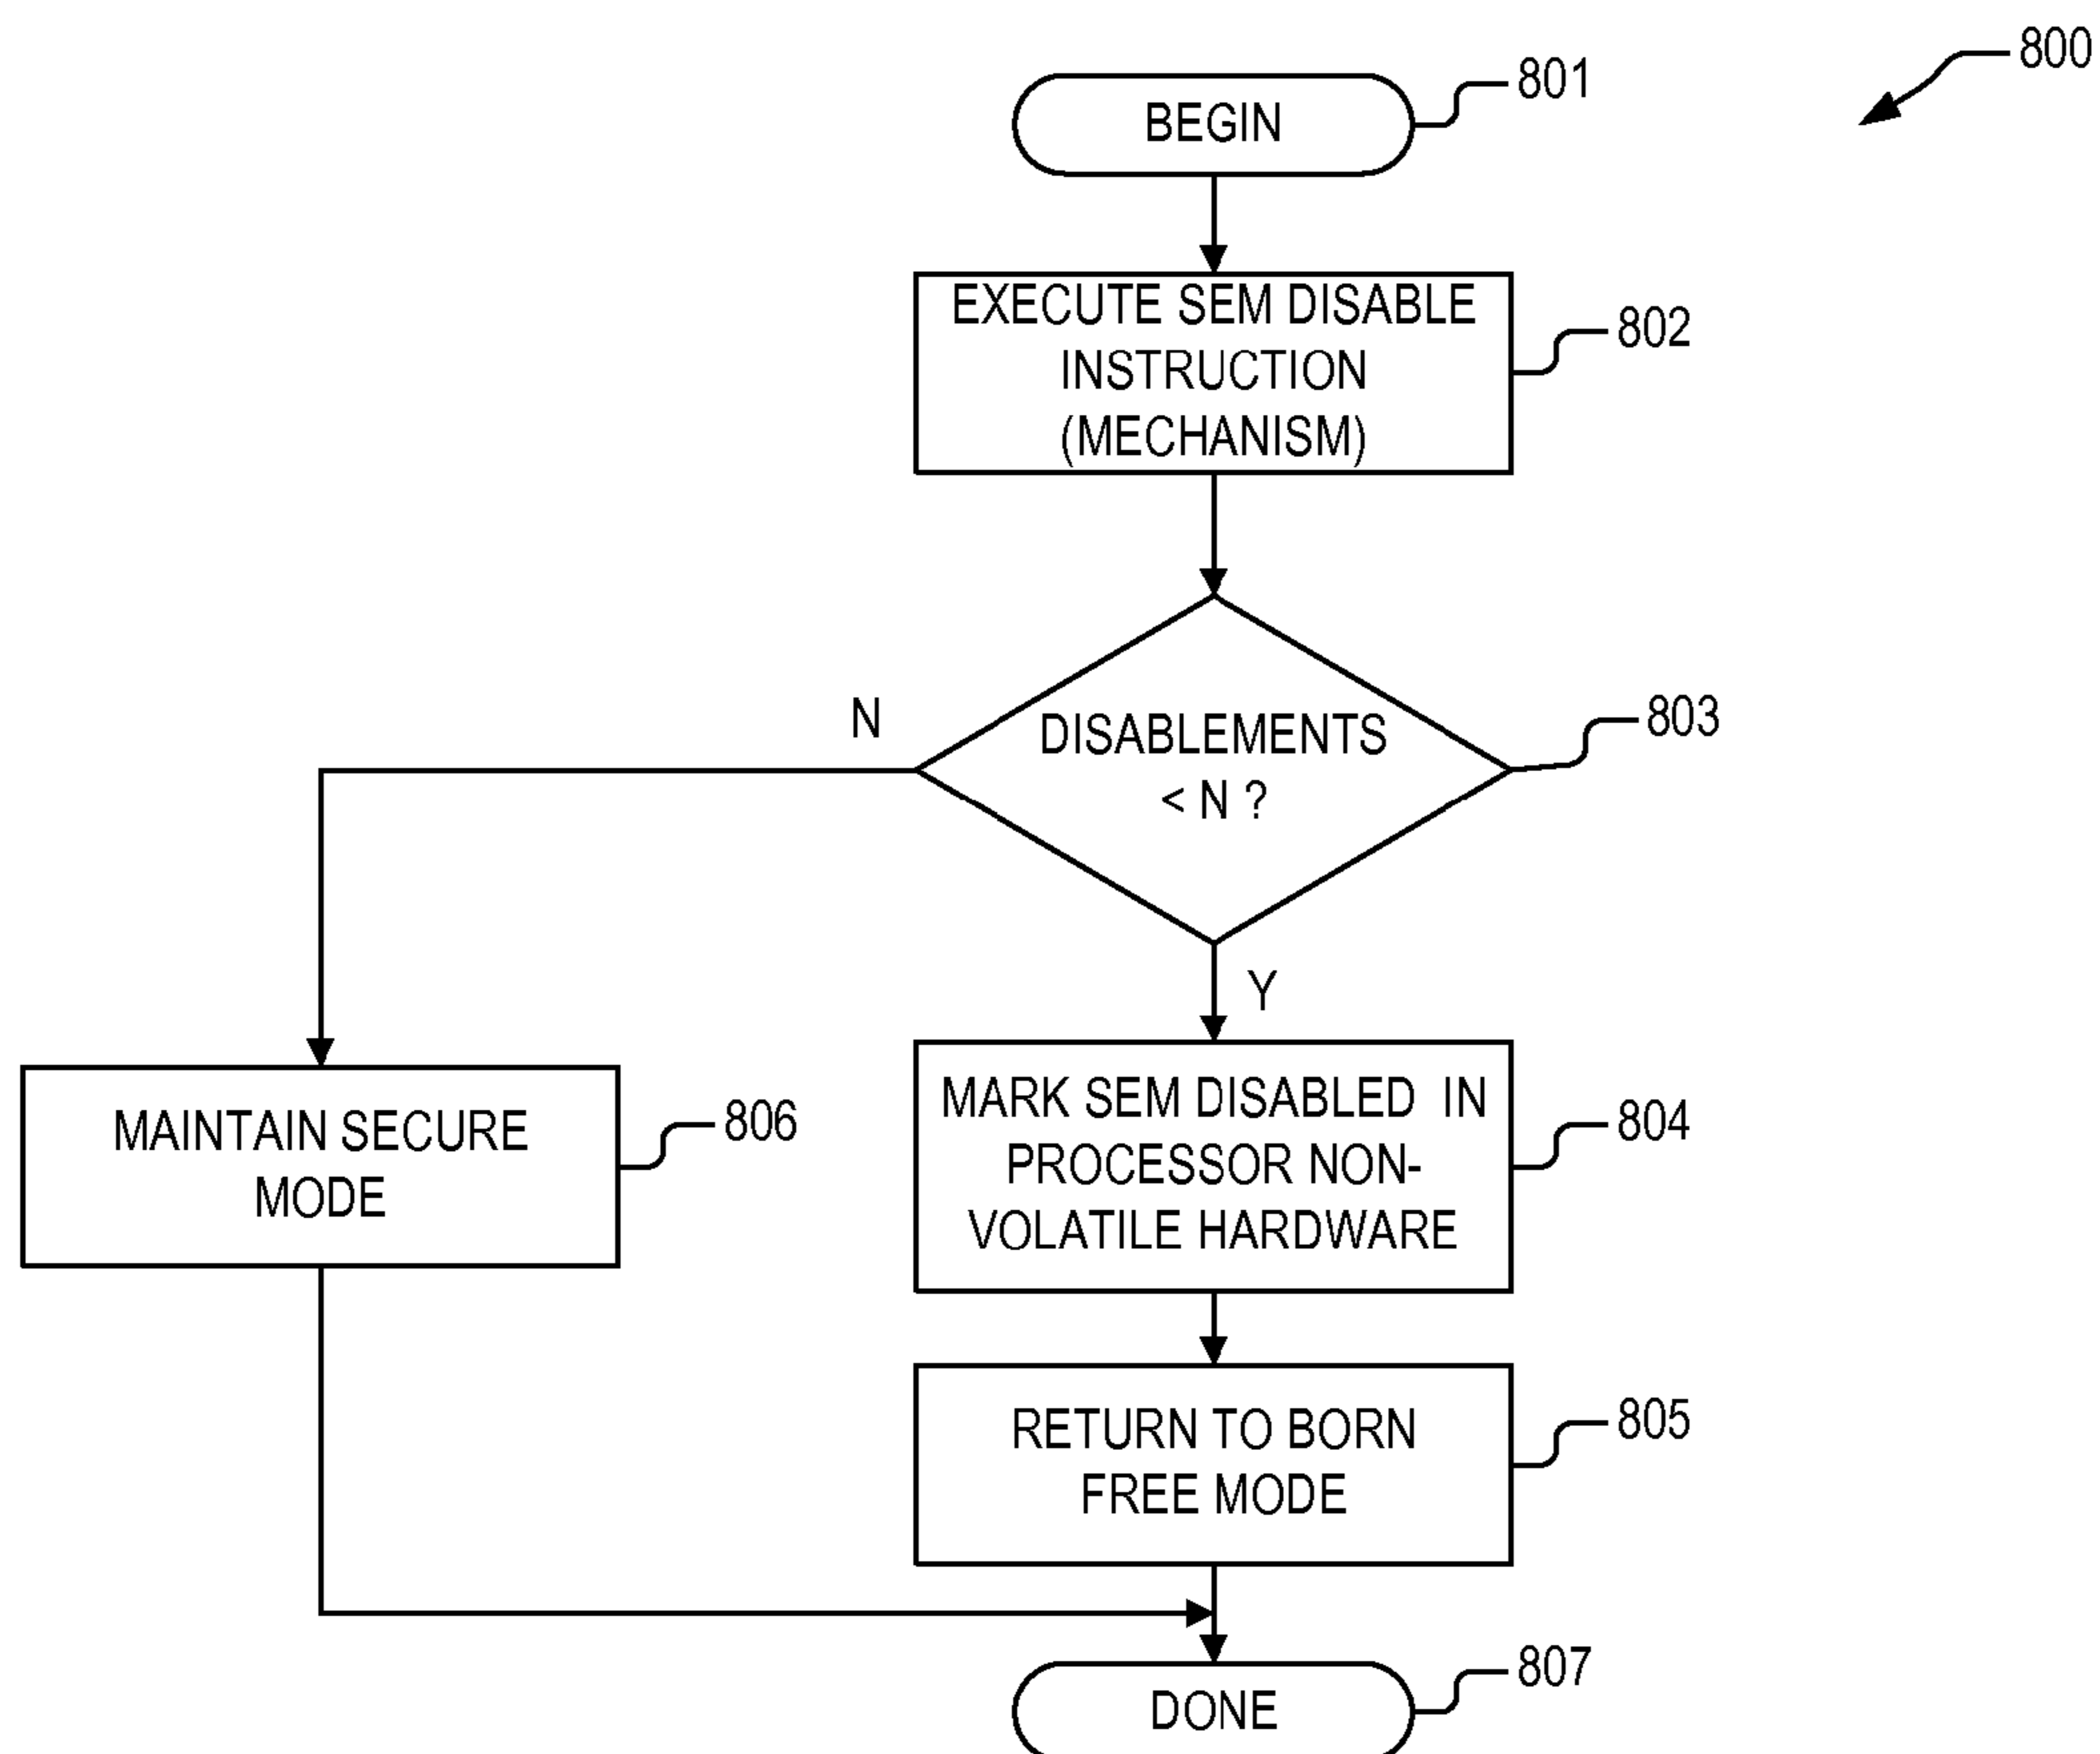 800
BEGIN
801
EXECUTE SEM DISABLE
INSTRUCTION
(MECHANISM)
802
DISABLEMENTS
< N ?
803
N
Y
MARK SEM DISABLED IN
PROCESSOR NON-
VOLATILE HARDWARE
804
MAINTAIN SECURE
MODE
806
RETURN TO BORN
FREE MODE
805
DONE
807